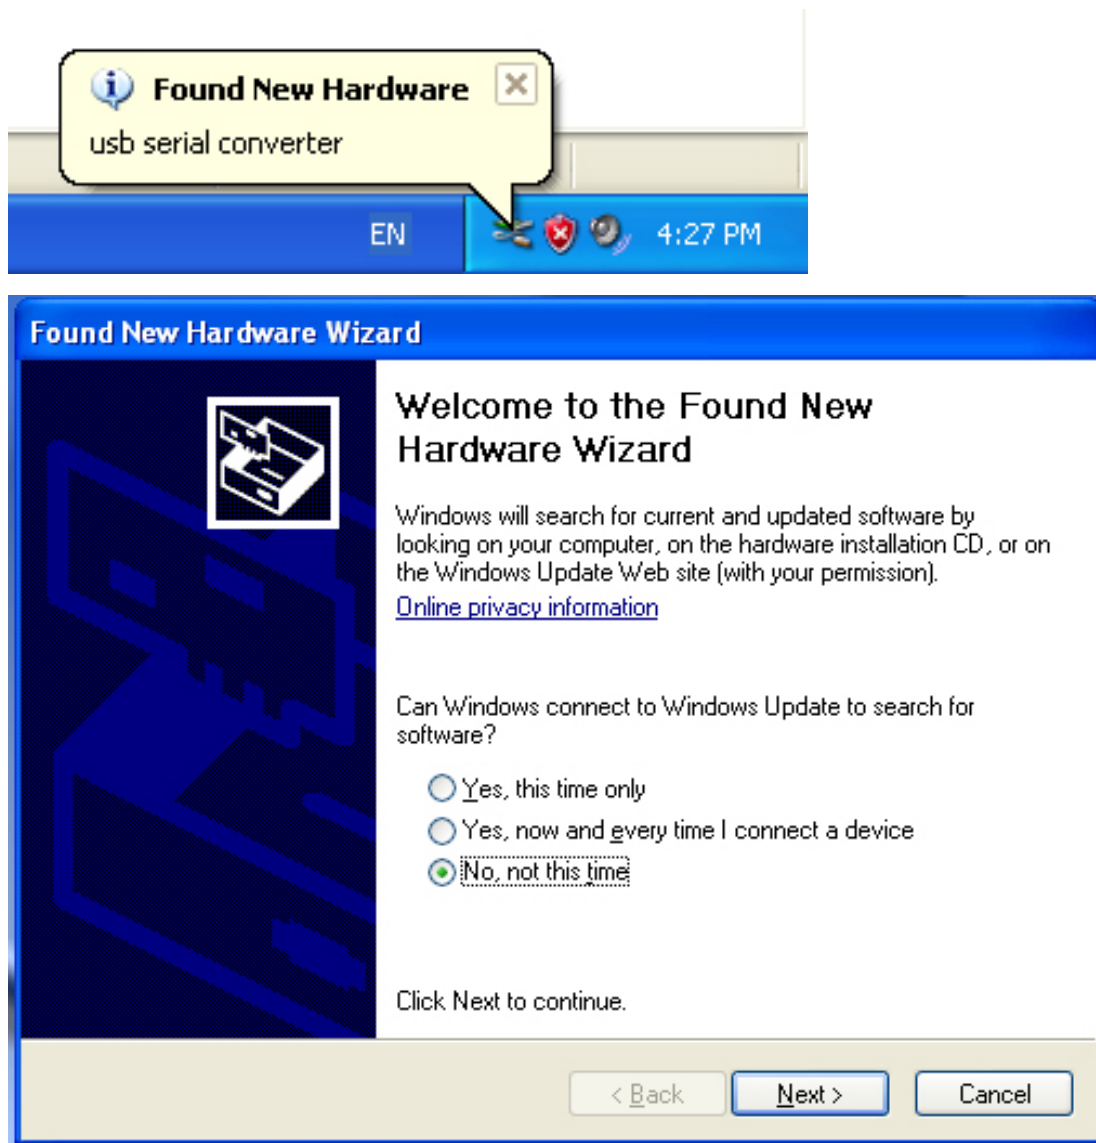 Found New Hardware
usb serial converter
EN
4:27 PM
Found New Hardware Wizard
Welcome to the Found New
Hardware Wizard
Windows will search for current and updated software by
looking on your computer, on the hardware installation CD, or on
the Windows Update Web site (with your permission).
Online privacy information
Can Windows connect to Windows Update to search for
software?
Yes, this time only
Yes, now and every time I connect a device
No, not this time
Click Next to continue.
< Back
Next >
Cancel